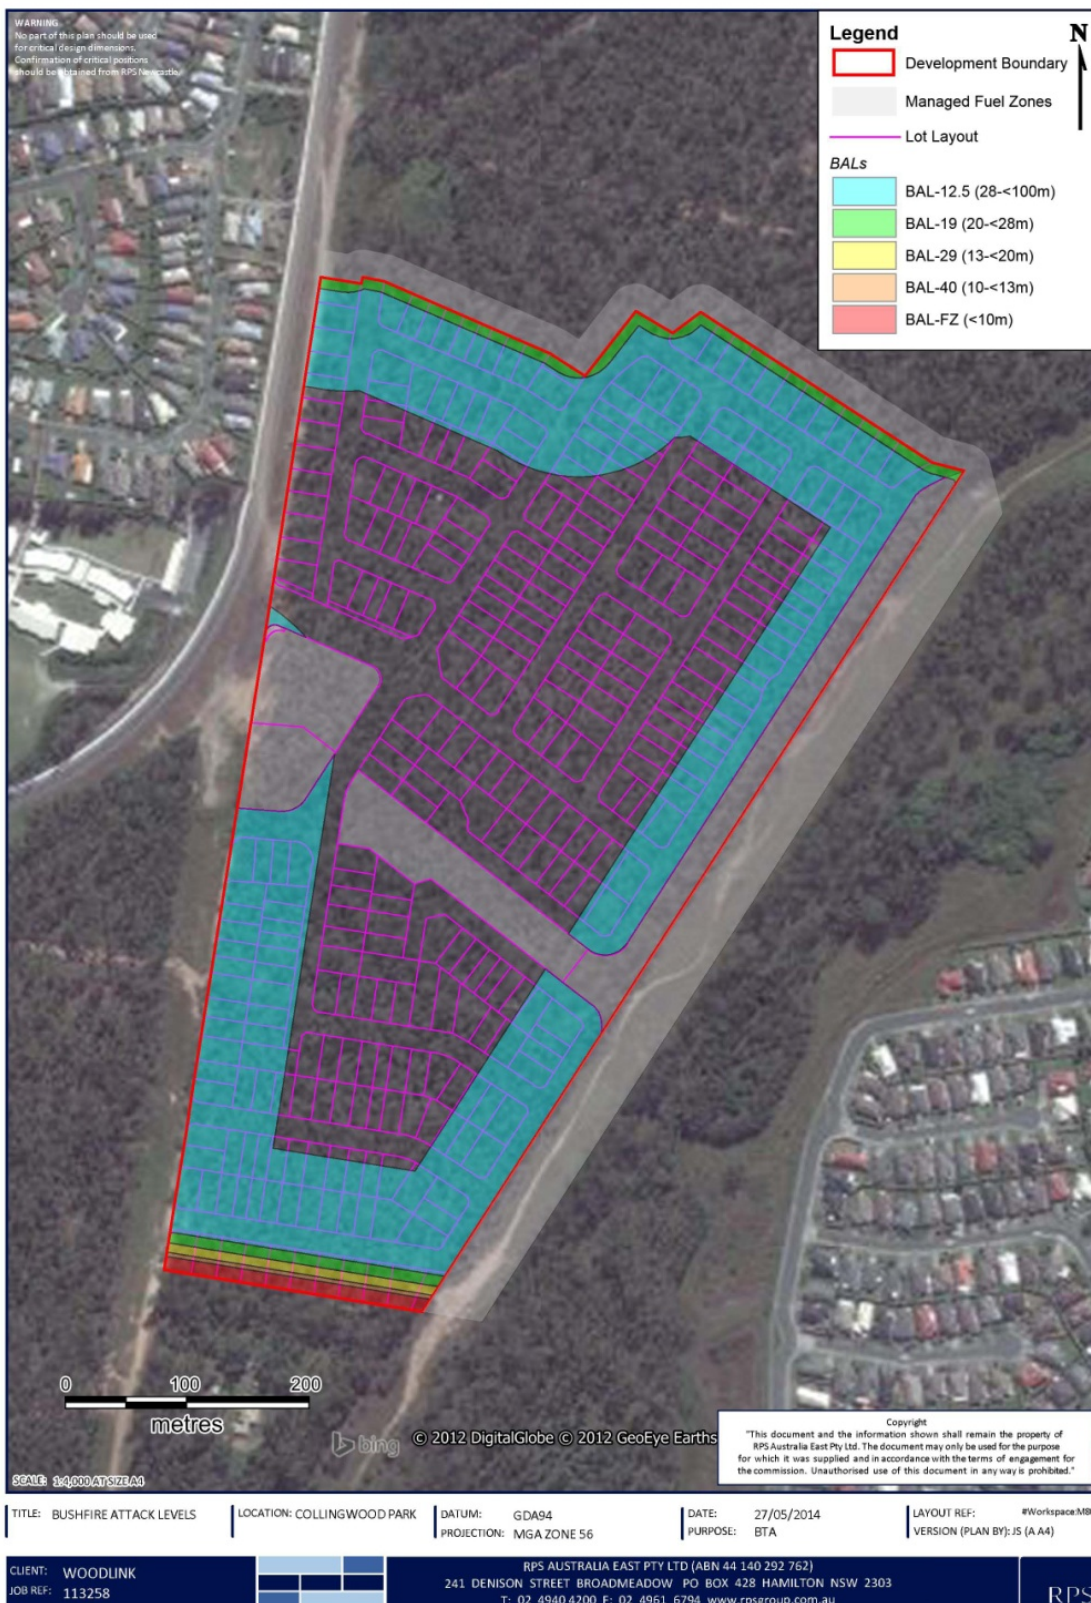 WARNING
No part of this plan should be used
for critical design dimensions.
Confirmation of critical positions
should be obtained from RPS Newcastle.
Legend
N
Development Boundary
Managed Fuel Zones
Lot Layout
BALs
BAL-12.5 (28-<100m)
BAL-19 (20-<28m)
BAL-29 (13-<20m)
BAL-40 (10-<13m)
BAL-FZ (<10m)
0 100 200
metres
bing
© 2012 DigitalGlobe © 2012 GeoEye Earths
SCALE: 1:4,000 AT SIZE A4
Copyright
"This document and the information shown shall remain the property of
RPS Australia East Pty Ltd. The document may only be used for the purpose
for which it was supplied and in accordance with the terms of engagement for
the commission. Unauthorised use of this document in any way is prohibited."
TITLE: BUSHFIRE ATTACK LEVELS
LOCATION: COLLINGWOOD PARK
DATUM: GDA94
PROJECTION: MGA ZONE 56
DATE: 27/05/2014
PURPOSE: BTA
LAYOUT REF: #Workspace:MB
VERSION (PLAN BY): JS (A A4)
CLIENT: WOODLINK
JOB REF: 113258
RPS AUSTRALIA EAST PTY LTD (ABN 44 140 292 762)
241 DENISON STREET BROADMEADOW PO BOX 428 HAMILTON NSW 2303
T: 02 4940 4200 F: 02 4961 6794 www.rpsgroup.com.au
RPS